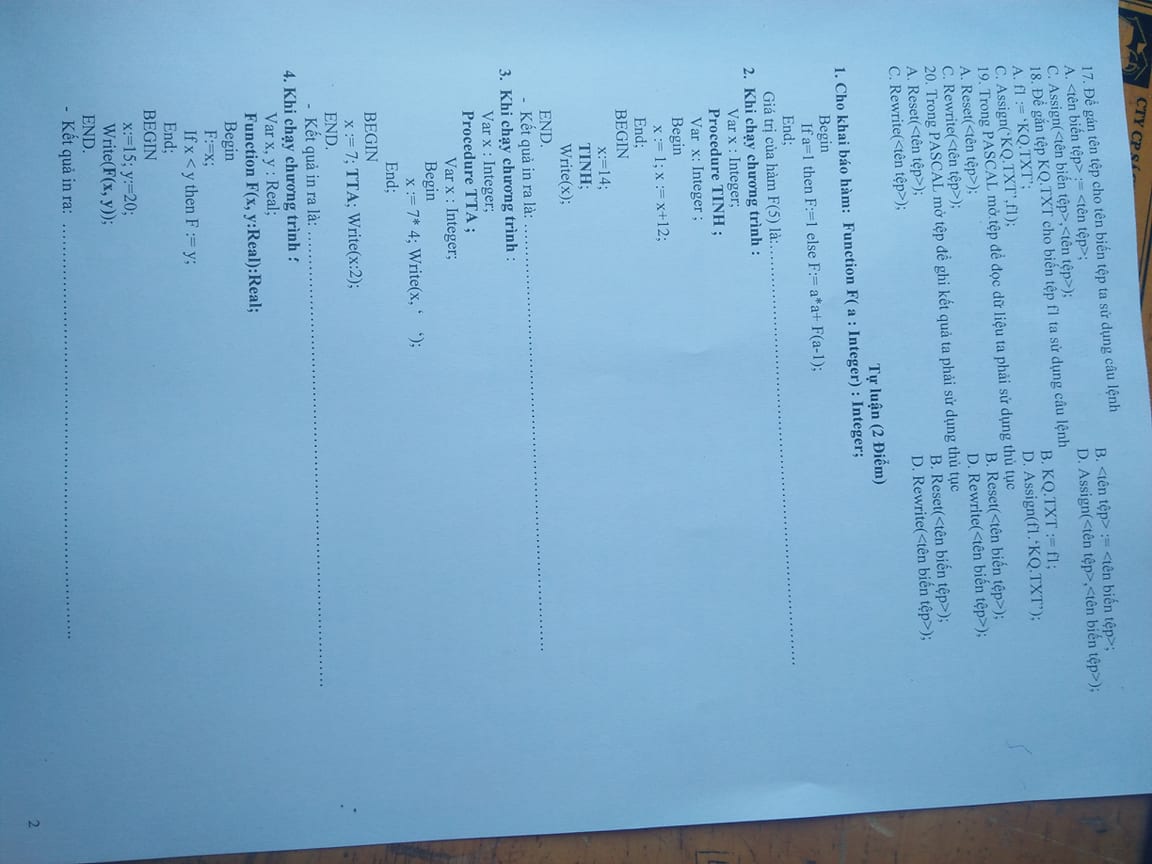 CTY CP SÁ
17. Để gán tên tệp cho tên biến tệp ta sử dụng câu lệnh
A. <tên biến tệp> := <tên tệp>; B. <tên tệp> := <tên biến tệp>;
C. Assign(<tên biến tệp>,<tên tệp>); D. Assign(<tên tệp>,<tên biến tệp>);
18. Để gắn tệp KQ.TXT cho biến tệp f1 ta sử dụng câu lệnh
A. f1 := ‘KQ.TXT’; B. KQ.TXT := f1;
C. Assign(‘KQ.TXT’,f1); D. Assign(f1.‘KQ.TXT’);
19. Trong PASCAL mở tệp để đọc dữ liệu ta phải sử dụng thủ tục
A. Reset(<tên tệp>); B. Reset(<tên biến tệp>);
C. Rewrite(<tên tệp>); D. Rewrite(<tên biến tệp>);
20. Trong PASCAL mở tệp để ghi kết quả ta phải sử dụng thủ tục
A. Reset(<tên tệp>); B. Reset(<tên biến tệp>);
C. Rewrite(<tên tệp>); D. Rewrite(<tên biến tệp>);
Tự luận (2 Điểm)
1. Cho khai báo hàm: Function F( a : Integer) : Integer;
Begin
If a=1 then F:=1 else F:= a*a+ F(a-1);
End;
Giá trị của hàm F(5) là:
2. Khi chạy chương trình :
Var x : Integer;
Procedure TINH ;
Var x: Integer ;
Begin
x := 1; x := x+12;
End;
BEGIN
x:=14;
TINH;
Write(x);
END.
- Kết quả in ra là:
3. Khi chạy chương trình :
Var x : Integer;
Procedure TTA ;
Var x : Integer;
Begin
x := 7* 4; Write(x, ‘ ‘);
End;
BEGIN
x := 7; TTA; Write(x:2);
END.
- Kết quả in ra là:
4. Khi chạy chương trình :
Var x, y : Real;
Function F(x, y:Real):Real;
Begin
F:=x;
If x < y then F := y;
End;
BEGIN
x:=15; y:=20;
Write(F(x, y));
END.
- Kết quả in ra:
2